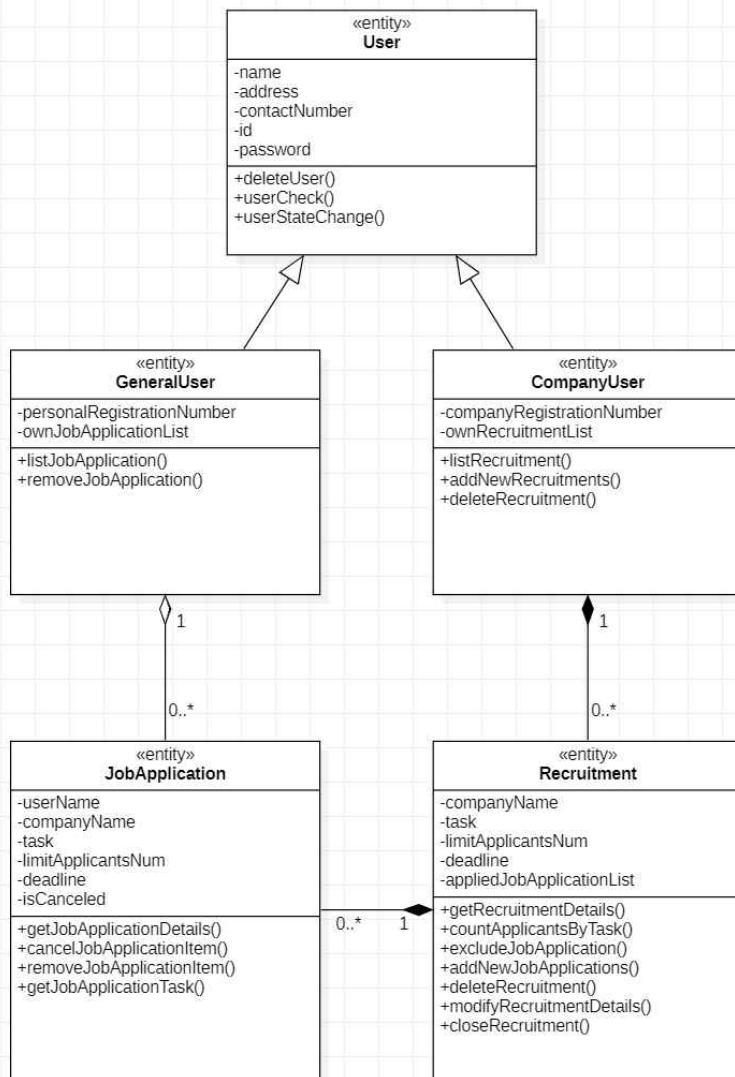 «entity»
User
-name
-address
-contactNumber
-id
-password
+deleteUser()
+userCheck()
+userStateChange()
«entity»
GeneralUser
-personalRegistrationNumber
-ownJobApplicationList
+listJobApplication()
+removeJobApplication()
«entity»
CompanyUser
-companyRegistrationNumber
-ownRecruitmentList
+listRecruitment()
+addNewRecruitments()
+deleteRecruitment()
1
0..*
1
0..*
«entity»
JobApplication
-userName
-companyName
-task
-limitApplicantsNum
-deadline
-isCanceled
+getJobApplicationDetails()
+cancelJobApplicationItem()
+removeJobApplicationItem()
+getJobApplicationTask()
0..*
1
«entity»
Recruitment
-companyName
-task
-limitApplicantsNum
-deadline
-appliedJobApplicationList
+getRecruitmentDetails()
+countApplicantsByTask()
+excludeJobApplication()
+addNewJobApplications()
+deleteRecruitment()
+modifyRecruitmentDetails()
+closeRecruitment()